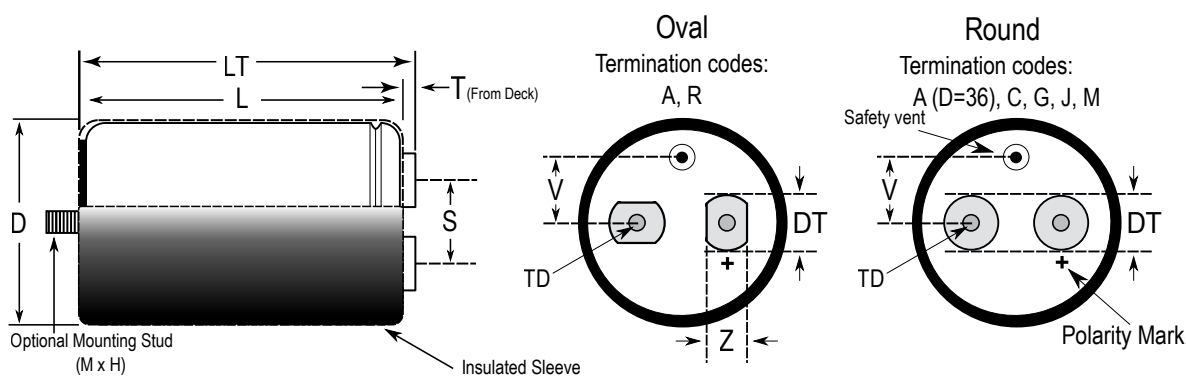 LT
L
T (From Deck)
D
S
Optional Mounting Stud
(M x H)
Insulated Sleeve
Oval
Termination codes:
A, R
V
DT
TD
+
Z
Round
Termination codes:
A (D=36), C, G, J, M
Safety vent
V
DT
TD
+
Polarity Mark